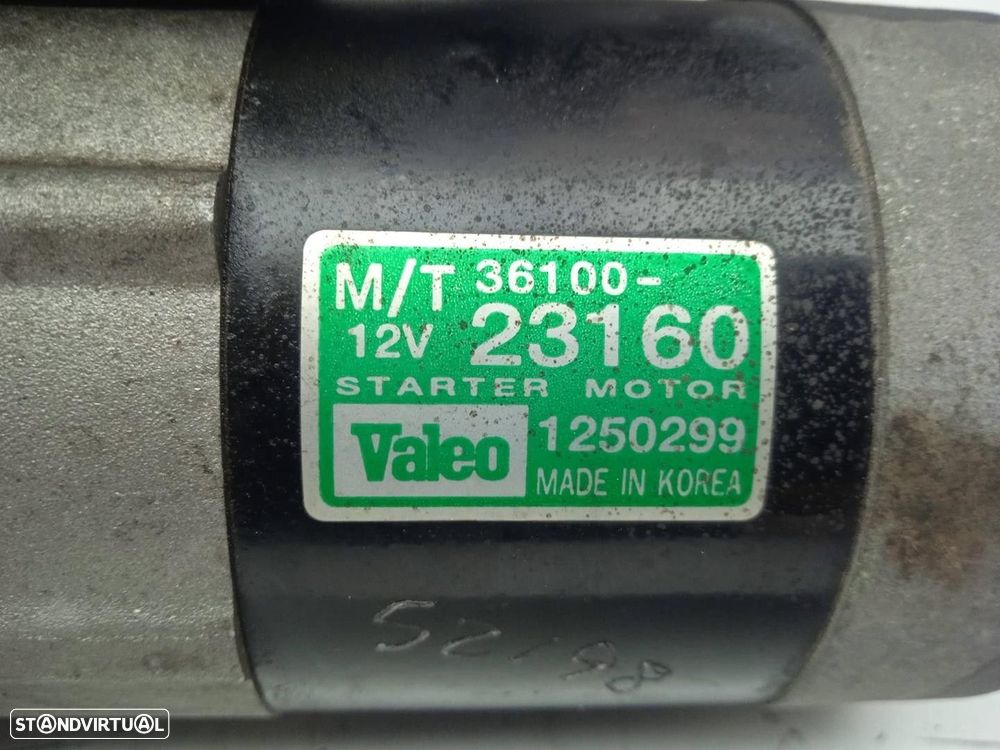 M/T 36100-
12V 23160
STARTER MOTOR
Valeo 1250299
MADE IN KOREA
STANDVIRTUAL